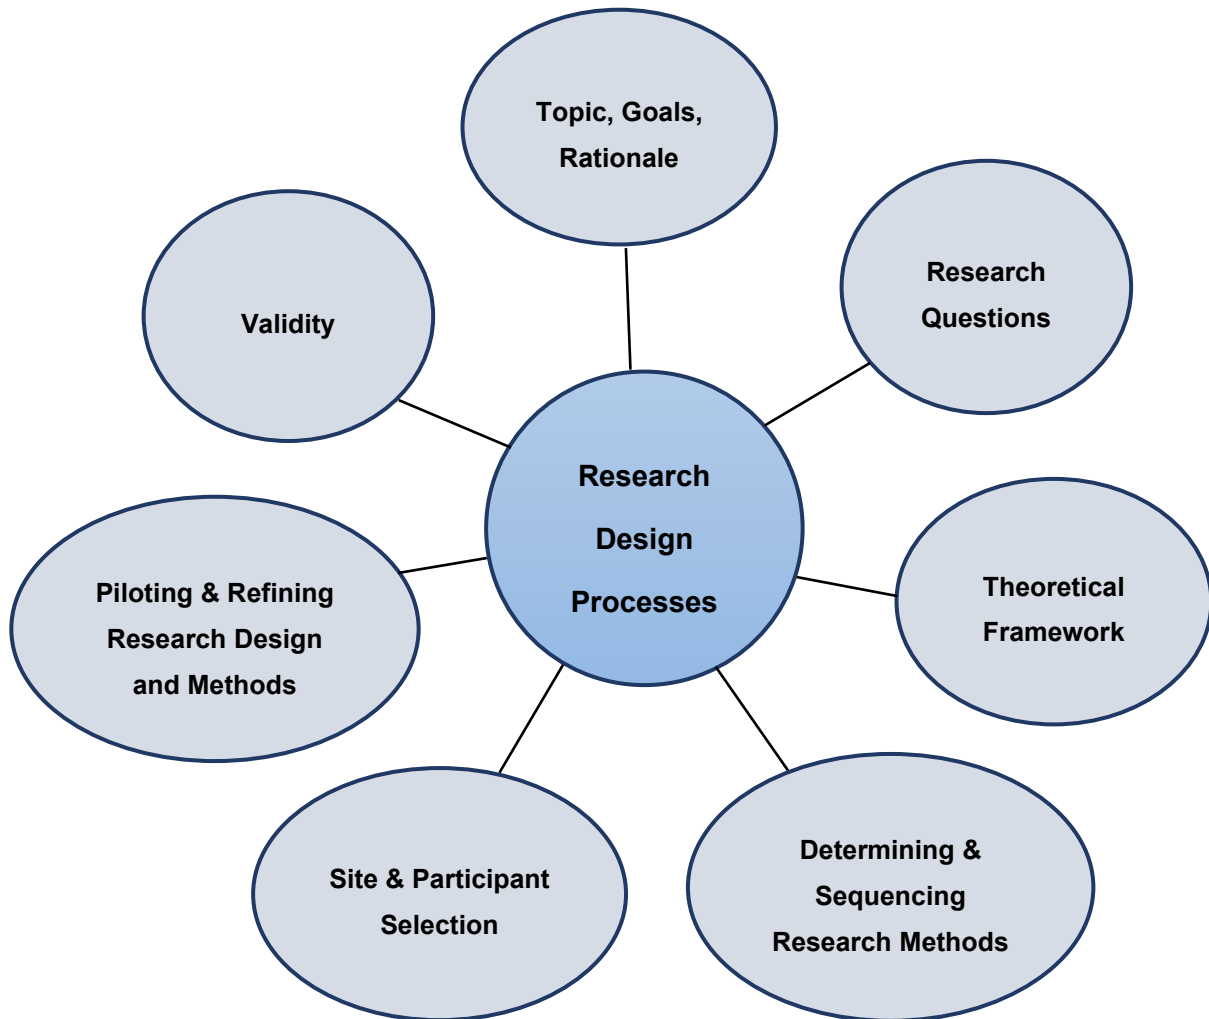 Topic, Goals,
Rationale
Research
Questions
Validity
Research
Design
Processes
Theoretical
Framework
Piloting & Refining
Research Design
and Methods
Determining &
Sequencing
Research Methods
Site & Participant
Selection